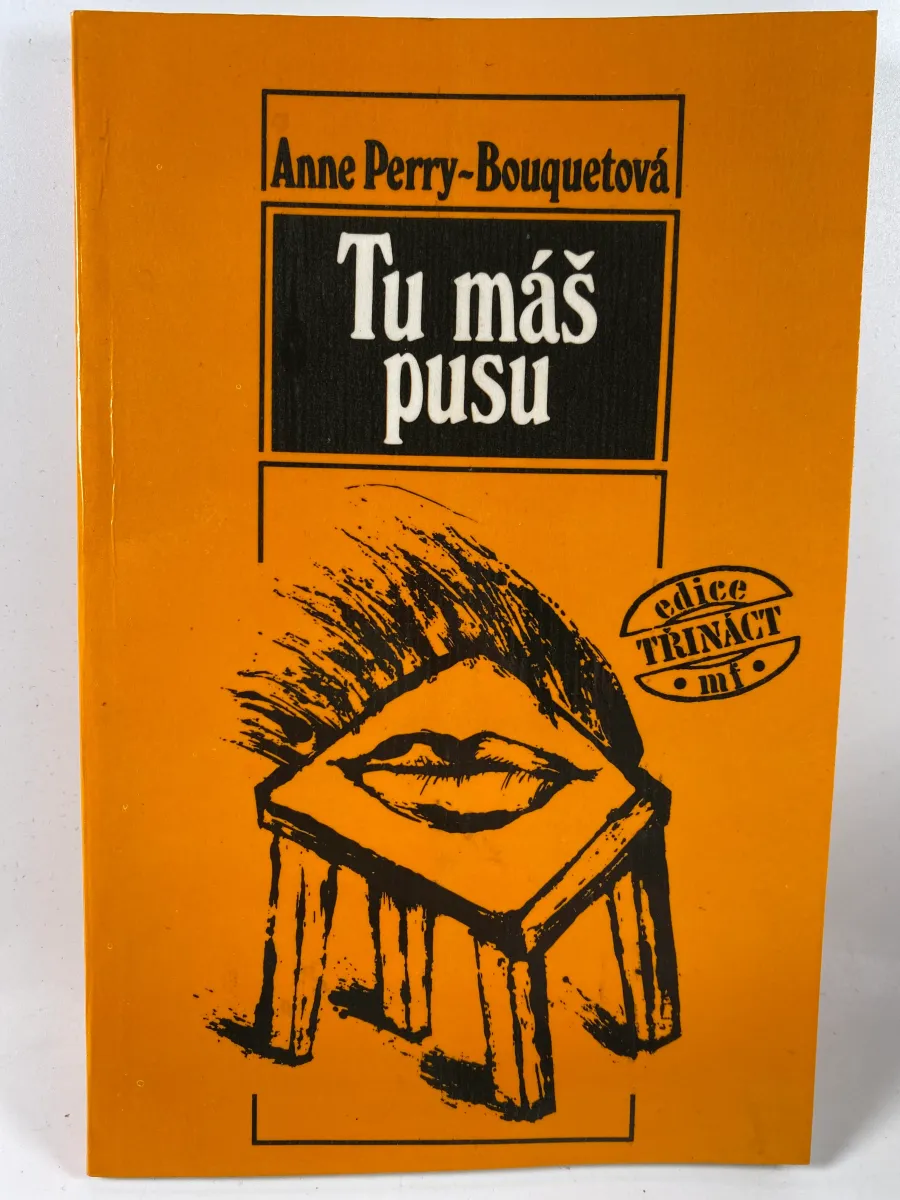 Anne Perry-Bouquetová
Tu máš
pusu
edice
TŘINÁCT
• mf •